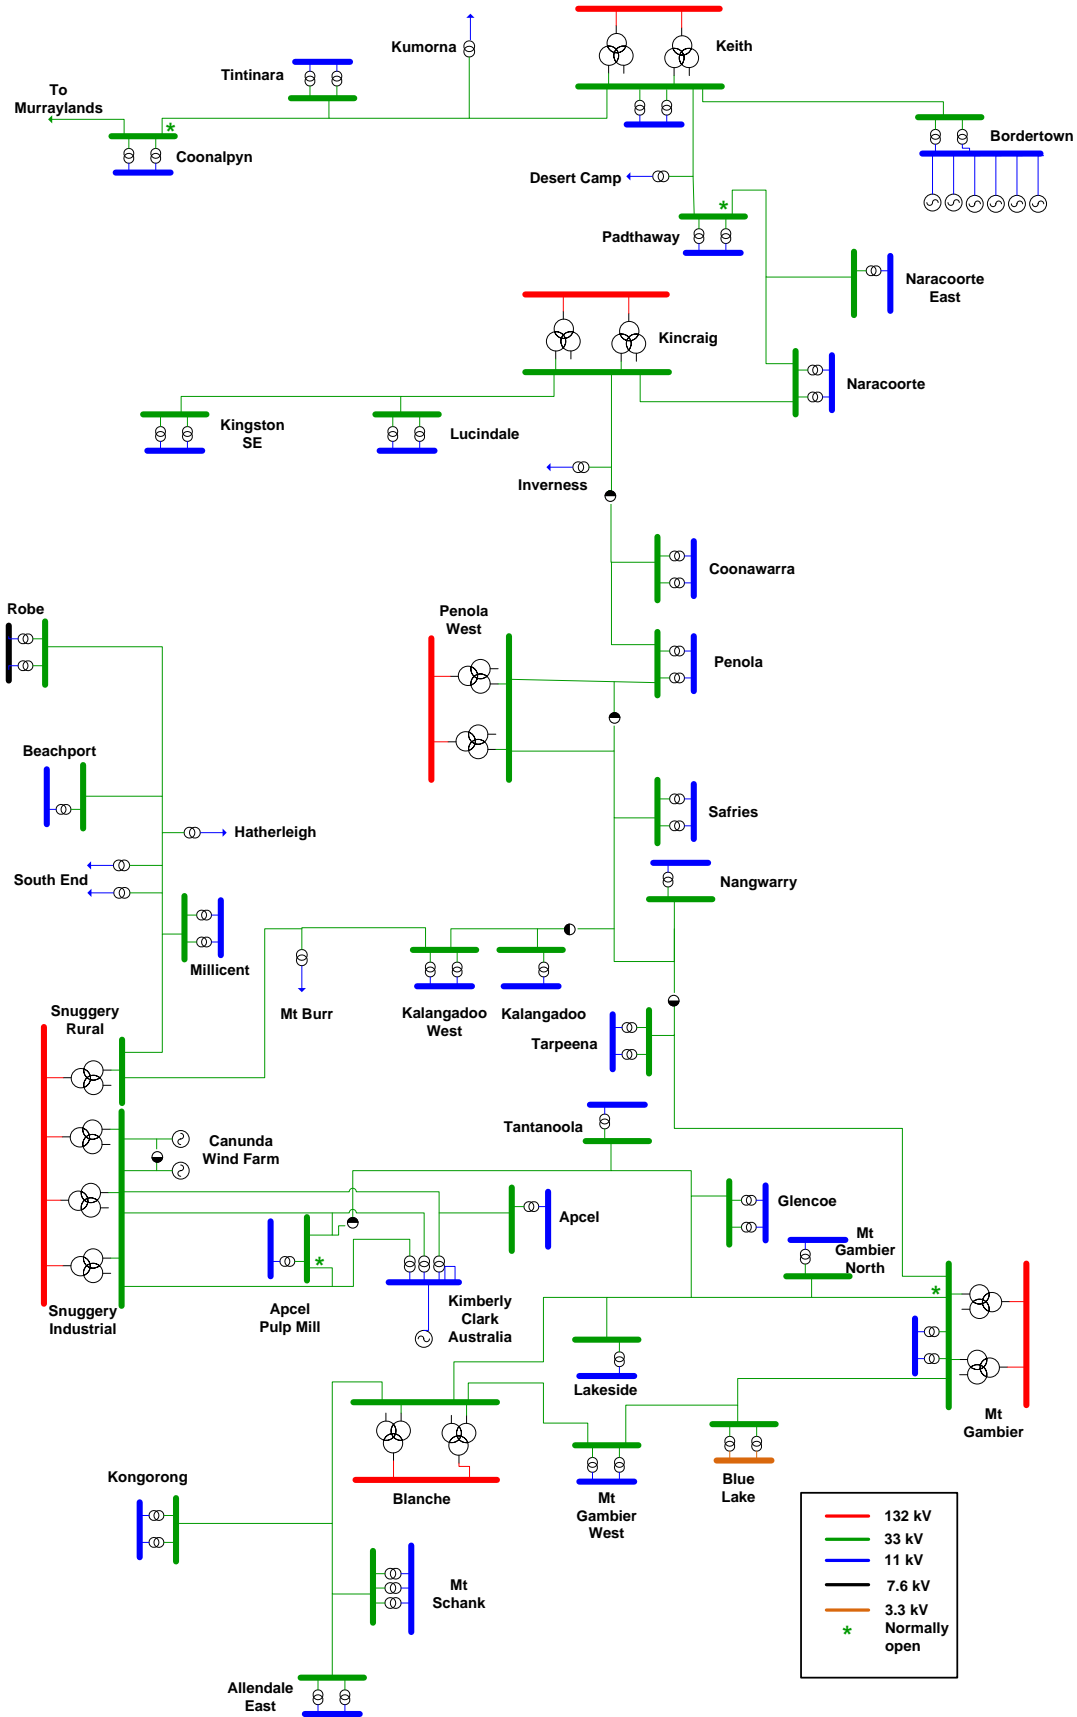 Keith
Kumorna
Tintinara
To
Murraylands
*
Coonalpyn
Bordertown
Desert Camp
*
Padthaway
Naracoorte
East
Kincraig
Naracoorte
Kingston
SE
Lucindale
Inverness
Coonawarra
Robe
Penola
West
Penola
Beachport
Safries
Hatherleigh
South End
Nangwarry
Millicent
Mt Burr
Kalangadoo
West
Kalangadoo
Snuggery
Rural
Tarpeena
Tantanoola
Canunda
Wind Farm
Glencoe
Apcel
Mt
Gambier
North
*
*
Snuggery
Industrial
Apcel
Pulp Mill
Kimberly
Clark
Australia
Lakeside
Mt
Gambier
Kongorong
Blanche
Mt
Gambier
West
Blue
Lake
Mt
Schank
Allendale
East
132 kV
33 kV
11 kV
7.6 kV
3.3 kV
* Normally
open